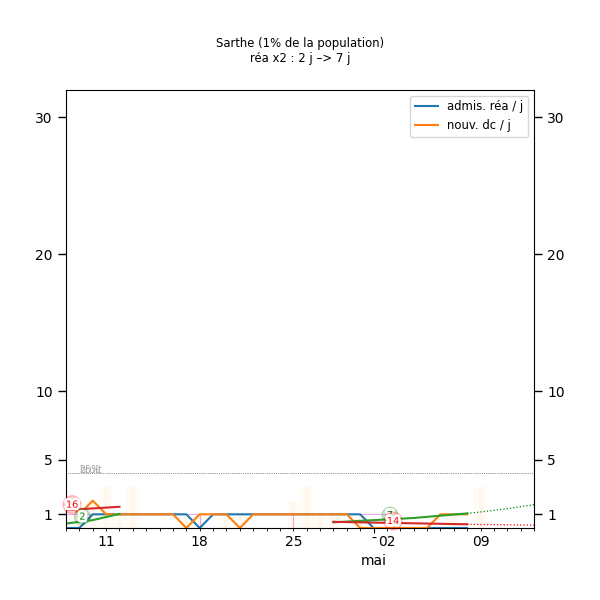 Sarthe (1% de la population)
réa x2 : 2 j –> 7 j
admis. réa / j
nouv. dc / j
30 30
20 20
10 10
5 5
1 1
16
2
14
11 18 25 02 09
mai